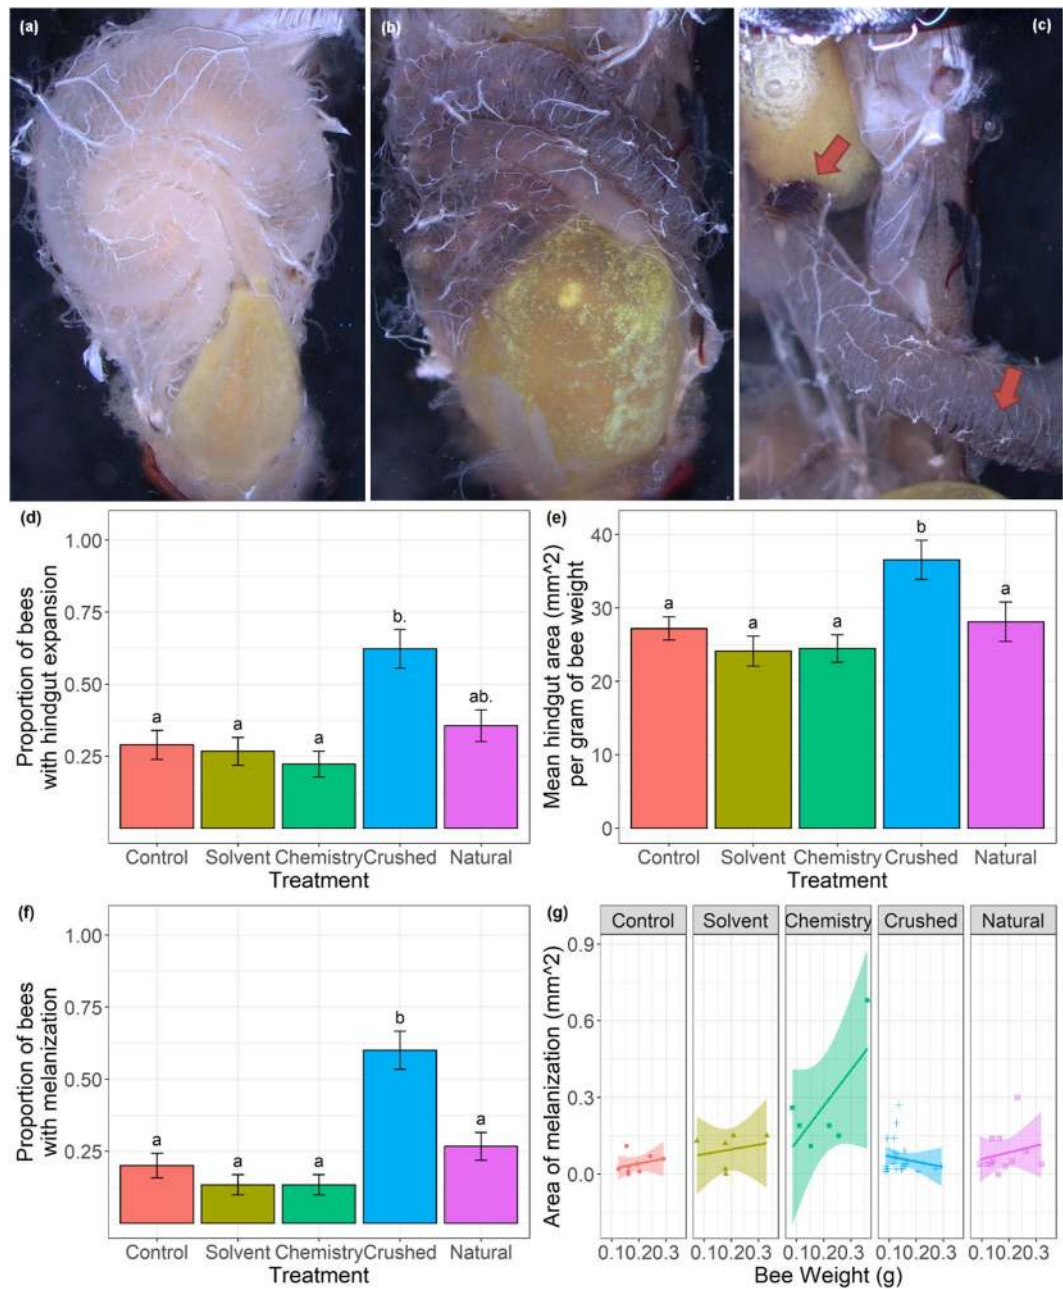 (a)
(b)
(c)
(d)
Proportion of bees
with hindgut expansion
1.00
0.75
0.50
0.25
a
a
a
b.
ab.
Control Solvent Chemistry Crushed Natural
Treatment
(e)
Mean hindgut area (mm^2)
per gram of bee weight
40
30
20
10
0
a
a
a
b
a
Control Solvent Chemistry Crushed Natural
Treatment
(f)
Proportion of bees
with melanization
1.00
0.75
0.50
0.25
a
a
a
b
a
Control Solvent Chemistry Crushed Natural
Treatment
(g)
Control Solvent Chemistry Crushed Natural
Area of melanization (mm^2)
0.9
0.6
0.3
0.0
0.10.20.3 0.10.20.3 0.10.20.3 0.10.20.3 0.10.20.3
Bee Weight (g)